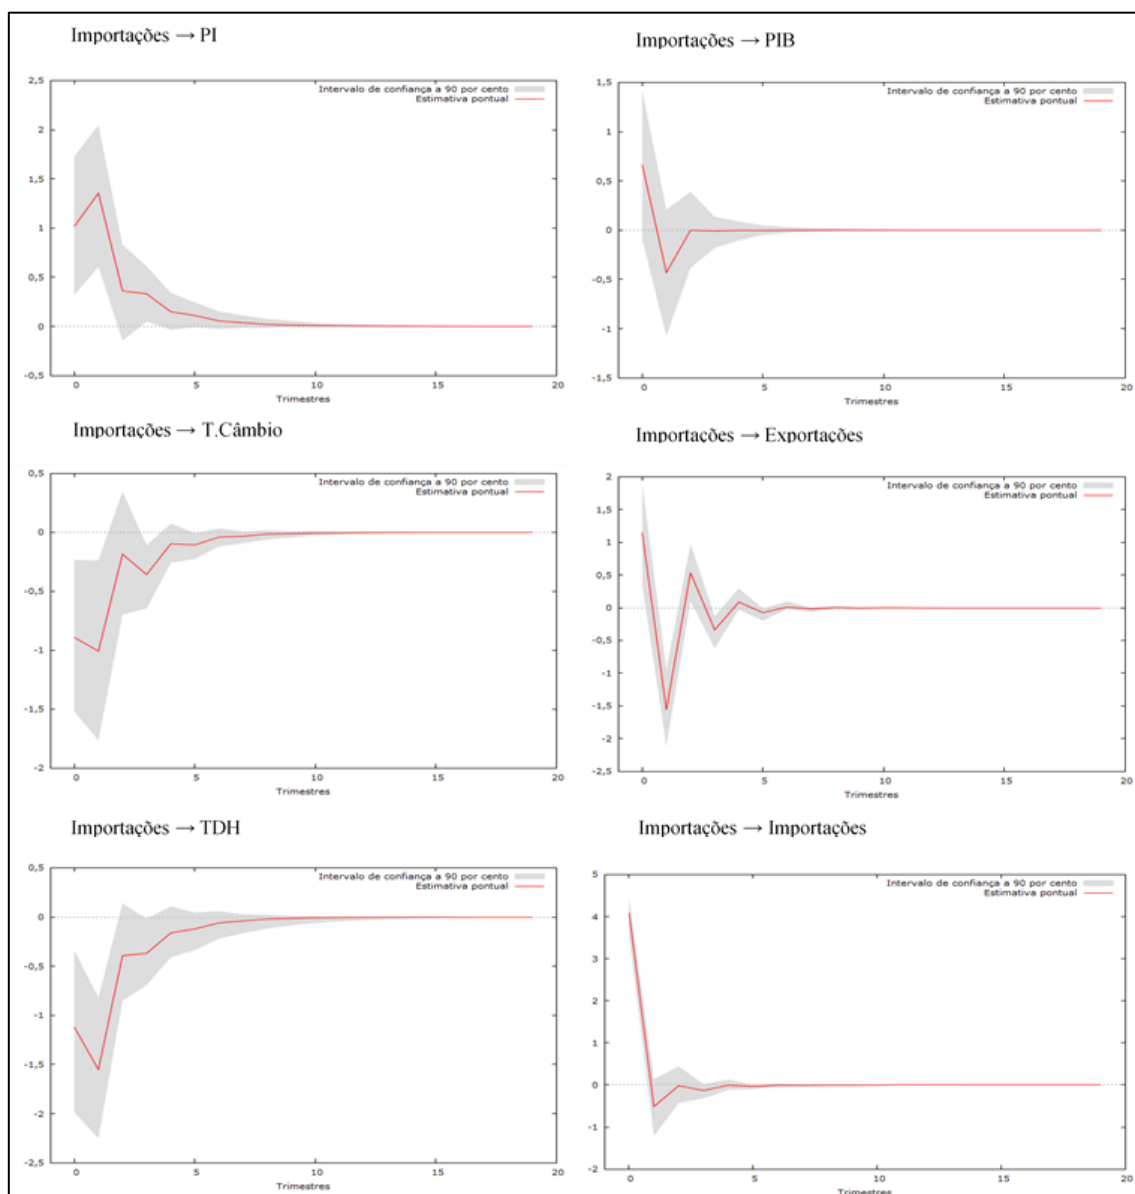 Importações → PI
2,5
2
1,5
1
0,5
0
-0,5
Intervalo de confiança a 90 por cento
Estimativa pontual
0 5 10 15 20
Trimestres
Importações → PIB
1,5
1
0,5
0
-0,5
-1
-1,5
Intervalo de confiança a 90 por cento
Estimativa pontual
0 5 10 15 20
Trimestres
Importações → T.Câmbio
0,5
0
-0,5
-1
-1,5
-2
Intervalo de confiança a 90 por cento
Estimativa pontual
0 5 10 15 20
Trimestres
Importações → Exportações
2
1,5
1
0,5
0
-0,5
-1
-1,5
-2
-2,5
Intervalo de confiança a 90 por cento
Estimativa pontual
0 5 10 15 20
Trimestres
Importações → TDH
0,5
0
-0,5
-1
-1,5
-2
-2,5
Intervalo de confiança a 90 por cento
Estimativa pontual
0 5 10 15 20
Trimestres
Importações → Importações
5
4
3
2
1
0
-1
-2
Intervalo de confiança a 90 por cento
Estimativa pontual
0 5 10 15 20
Trimestres